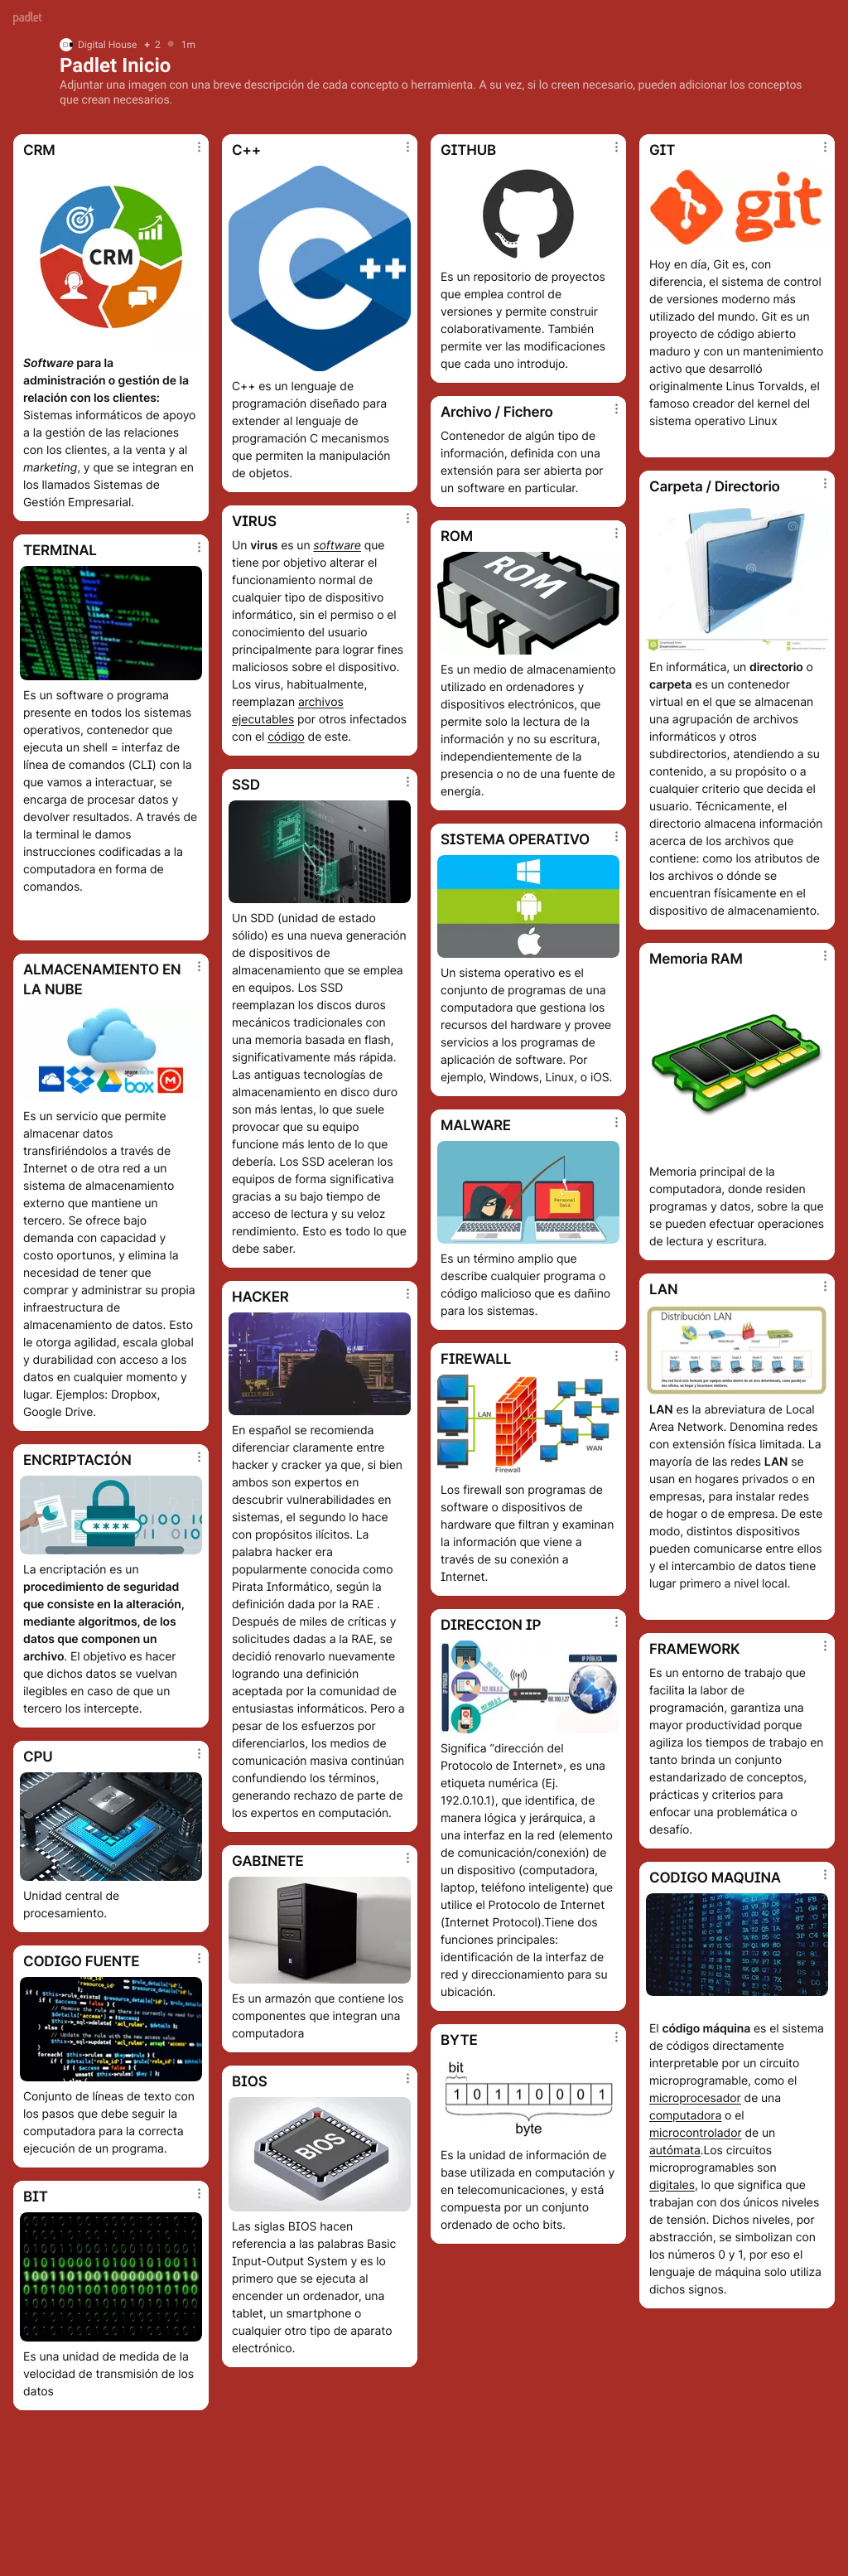 padlet
Digital House + 2 • 1m
Padlet Inicio
Adjuntar una imagen con una breve descripción de cada concepto o herramienta. A su vez, si lo creen necesario, pueden adicionar los conceptos
que crean necesarios.
CRM
CRM
Software para la
administración o gestión de la
relación con los clientes:
Sistemas informáticos de apoyo
a la gestión de las relaciones
con los clientes, a la venta y al
marketing, y que se integran en
los llamados Sistemas de
Gestión Empresarial.
TERMINAL
Es un software o programa
presente en todos los sistemas
operativos, contenedor que
ejecuta un shell = interfaz de
línea de comandos (CLI) con la
que vamos a interactuar, se
encarga de procesar datos y
devolver resultados. A través de
la terminal le damos
instrucciones codificadas a la
computadora en forma de
comandos.
ALMACENAMIENTO EN
LA NUBE
box
Es un servicio que permite
almacenar datos
transfiriéndolos a través de
Internet o de otra red a un
sistema de almacenamiento
externo que mantiene un
tercero. Se ofrece bajo
demanda con capacidad y
costo oportunos, y elimina la
necesidad de tener que
comprar y administrar su propia
infraestructura de
almacenamiento de datos. Esto
le otorga agilidad, escala global
y durabilidad con acceso a los
datos en cualquier momento y
lugar. Ejemplos: Dropbox,
Google Drive.
ENCRIPTACIÓN
****
La encriptación es un
procedimiento de seguridad
que consiste en la alteración,
mediante algoritmos, de los
datos que componen un
archivo. El objetivo es hacer
que dichos datos se vuelvan
ilegibles en caso de que un
tercero los intercepte.
CPU
Unidad central de
procesamiento.
CODIGO FUENTE
Conjunto de líneas de texto con
los pasos que debe seguir la
computadora para la correcta
ejecución de un programa.
BIT
Es una unidad de medida de la
velocidad de transmisión de los
datos
C++
C++
C++ es un lenguaje de
programación diseñado para
extender al lenguaje de
programación C mecanismos
que permiten la manipulación
de objetos.
VIRUS
Un virus es un software que
tiene por objetivo alterar el
funcionamiento normal de
cualquier tipo de dispositivo
informático, sin el permiso o el
conocimiento del usuario
principalmente para lograr fines
maliciosos sobre el dispositivo.
Los virus, habitualmente,
reemplazan archivos
ejecutables por otros infectados
con el código de este.
SSD
Un SDD (unidad de estado
sólido) es una nueva generación
de dispositivos de
almacenamiento que se emplea
en equipos. Los SSD
reemplazan los discos duros
mecánicos tradicionales con
una memoria basada en flash,
significativamente más rápida.
Las antiguas tecnologías de
almacenamiento en disco duro
son más lentas, lo que suele
provocar que su equipo
funcione más lento de lo que
debería. Los SSD aceleran los
equipos de forma significativa
gracias a su bajo tiempo de
acceso de lectura y su veloz
rendimiento. Esto es todo lo que
debe saber.
HACKER
En español se recomienda
diferenciar claramente entre
hacker y cracker ya que, si bien
ambos son expertos en
descubrir vulnerabilidades en
sistemas, el segundo lo hace
con propósitos ilícitos. La
palabra hacker era
popularmente conocida como
Pirata Informático, según la
definición dada por la RAE .
Después de miles de críticas y
solicitudes dadas a la RAE, se
decidió renovarlo nuevamente
logrando una definición
aceptada por la comunidad de
entusiastas informáticos. Pero a
pesar de los esfuerzos por
diferenciarlos, los medios de
comunicación masiva continúan
confundiendo los términos,
generando rechazo de parte de
los expertos en computación.
GABINETE
Es un armazón que contiene los
componentes que integran una
computadora
BIOS
BIOS
Las siglas BIOS hacen
referencia a las palabras Basic
Input-Output System y es lo
primero que se ejecuta al
encender un ordenador, una
tablet, un smartphone o
cualquier otro tipo de aparato
electrónico.
GITHUB
Es un repositorio de proyectos
que emplea control de
versiones y permite construir
colaborativamente. También
permite ver las modificaciones
que cada uno introdujo.
Archivo / Fichero
Contenedor de algún tipo de
información, definida con una
extensión para ser abierta por
un software en particular.
ROM
ROM
Es un medio de almacenamiento
utilizado en ordenadores y
dispositivos electrónicos, que
permite solo la lectura de la
información y no su escritura,
independientemente de la
presencia o no de una fuente de
energía.
SISTEMA OPERATIVO
Un sistema operativo es el
conjunto de programas de una
computadora que gestiona los
recursos del hardware y provee
servicios a los programas de
aplicación de software. Por
ejemplo, Windows, Linux, o iOS.
MALWARE
Personal
Data
Es un término amplio que
describe cualquier programa o
código malicioso que es dañino
para los sistemas.
FIREWALL
LAN
WAN
Firewall
Los firewall son programas de
software o dispositivos de
hardware que filtran y examinan
la información que viene a
través de su conexión a
Internet.
DIRECCION IP
IP PÚBLICA
Significa “dirección del
Protocolo de Internet», es una
etiqueta numérica (Ej.
192.0.10.1), que identifica, de
manera lógica y jerárquica, a
una interfaz en la red (elemento
de comunicación/conexión) de
un dispositivo (computadora,
laptop, teléfono inteligente) que
utilice el Protocolo de Internet
(Internet Protocol).Tiene dos
funciones principales:
identificación de la interfaz de
red y direccionamiento para su
ubicación.
BYTE
bit
1 0 1 1 0 0 0 1
byte
Es la unidad de información de
base utilizada en computación y
en telecomunicaciones, y está
compuesta por un conjunto
ordenado de ocho bits.
GIT
git
Hoy en día, Git es, con
diferencia, el sistema de control
de versiones moderno más
utilizado del mundo. Git es un
proyecto de código abierto
maduro y con un mantenimiento
activo que desarrolló
originalmente Linus Torvalds, el
famoso creador del kernel del
sistema operativo Linux
Carpeta / Directorio
En informática, un directorio o
carpeta es un contenedor
virtual en el que se almacenan
una agrupación de archivos
informáticos y otros
subdirectorios, atendiendo a su
contenido, a su propósito o a
cualquier criterio que decida el
usuario. Técnicamente, el
directorio almacena información
acerca de los archivos que
contiene: como los atributos de
los archivos o dónde se
encuentran físicamente en el
dispositivo de almacenamiento.
Memoria RAM
Memoria principal de la
computadora, donde residen
programas y datos, sobre la que
se pueden efectuar operaciones
de lectura y escritura.
LAN
Distribución LAN
LAN es la abreviatura de Local
Area Network. Denomina redes
con extensión física limitada. La
mayoría de las redes LAN se
usan en hogares privados o en
empresas, para instalar redes
de hogar o de empresa. De este
modo, distintos dispositivos
pueden comunicarse entre ellos
y el intercambio de datos tiene
lugar primero a nivel local.
FRAMEWORK
Es un entorno de trabajo que
facilita la labor de
programación, garantiza una
mayor productividad porque
agiliza los tiempos de trabajo en
tanto brinda un conjunto
estandarizado de conceptos,
prácticas y criterios para
enfocar una problemática o
desafío.
CODIGO MAQUINA
El código máquina es el sistema
de códigos directamente
interpretable por un circuito
microprogramable, como el
microprocesador de una
computadora o el
microcontrolador de un
autómata.Los circuitos
microprogramables son
digitales, lo que significa que
trabajan con dos únicos niveles
de tensión. Dichos niveles, por
abstracción, se simbolizan con
los números 0 y 1, por eso el
lenguaje de máquina solo utiliza
dichos signos.